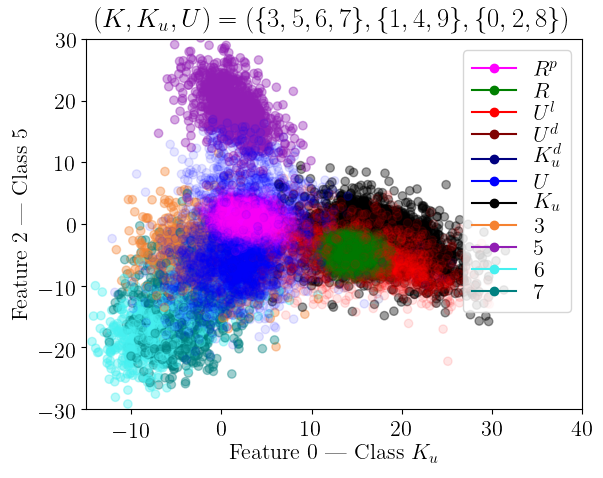 (K, K_u, U) = ({3, 5, 6, 7}, {1, 4, 9}, {0, 2, 8})
30
20
10
0
−10
−20
−30
Feature 2 — Class 5
R^p
R
U^l
U^d
K_u^d
U
K_u
3
5
6
7
−10
0
10
20
30
40
Feature 0 — Class K_u